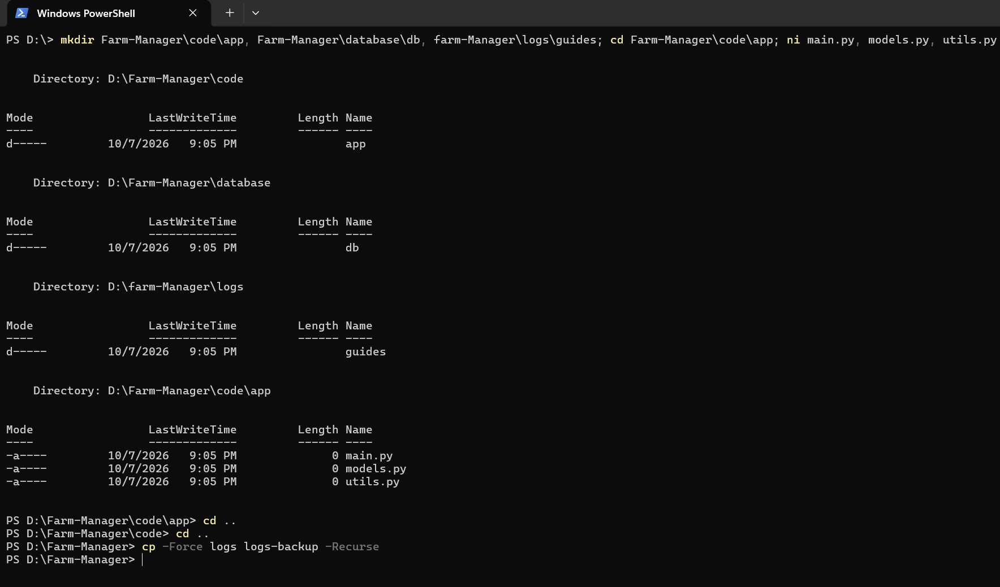 Windows PowerShell
PS D:\> mkdir Farm-Manager\code\app, Farm-Manager\database\db, farm-Manager\logs\guides; cd Farm-Manager\code\app; ni main.py, models.py, utils.py
Directory: D:\Farm-Manager\code
Mode LastWriteTime Length Name
---- ------------- ------ ----
d----- 10/7/2026 9:05 PM app
Directory: D:\Farm-Manager\database
Mode LastWriteTime Length Name
---- ------------- ------ ----
d----- 10/7/2026 9:05 PM db
Directory: D:\farm-Manager\logs
Mode LastWriteTime Length Name
---- ------------- ------ ----
d----- 10/7/2026 9:05 PM guides
Directory: D:\Farm-Manager\code\app
Mode LastWriteTime Length Name
---- ------------- ------ ----
-a---- 10/7/2026 9:05 PM 0 main.py
-a---- 10/7/2026 9:05 PM 0 models.py
-a---- 10/7/2026 9:05 PM 0 utils.py
PS D:\Farm-Manager\code\app> cd ..
PS D:\Farm-Manager\code> cd ..
PS D:\Farm-Manager> cp -Force logs logs-backup -Recurse
PS D:\Farm-Manager>